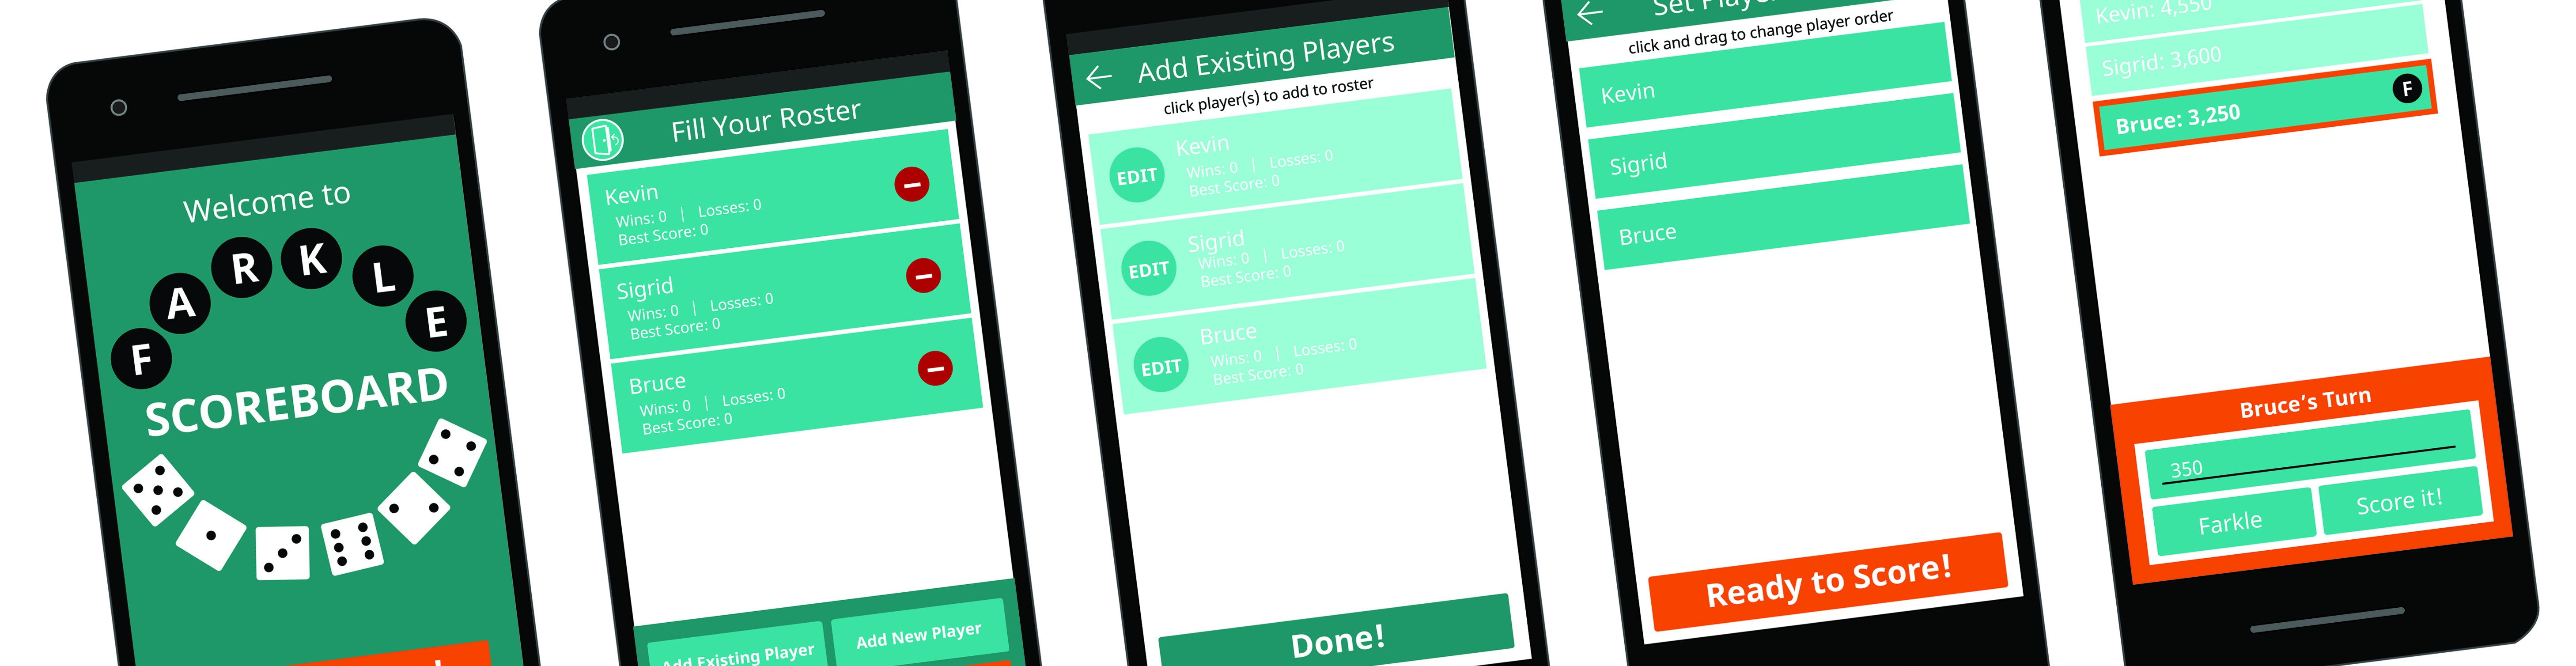 Welcome to
FARKLE
SCOREBOARD
Fill Your Roster
Kevin
Wins: 0 | Losses: 0
Best Score: 0
Sigrid
Wins: 0 | Losses: 0
Best Score: 0
Bruce
Wins: 0 | Losses: 0
Best Score: 0
Add Existing Player
Add New Player
Add Existing Players
click player(s) to add to roster
EDIT
Kevin
Wins: 0 | Losses: 0
Best Score: 0
EDIT
Sigrid
Wins: 0 | Losses: 0
Best Score: 0
EDIT
Bruce
Wins: 0 | Losses: 0
Best Score: 0
Done!
Set Player
click and drag to change player order
Kevin
Sigrid
Bruce
Ready to Score!
Kevin: 4,550
Sigrid: 3,600
Bruce: 3,250
F
Bruce’s Turn
350
Farkle
Score it!